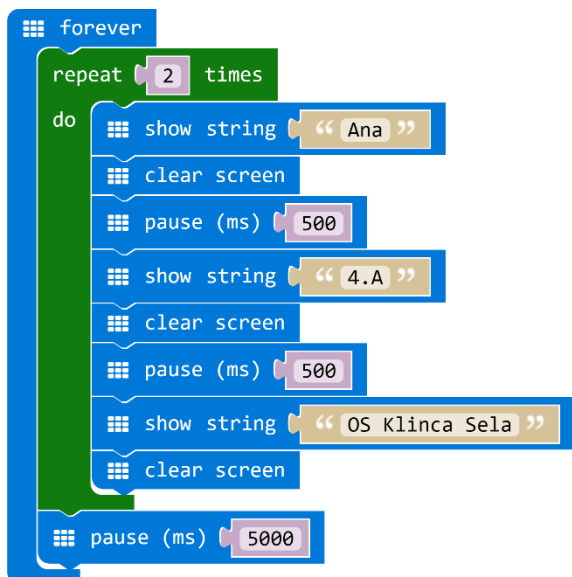 forever
repeat 2 times
do
show string “ Ana ”
clear screen
pause (ms) 500
show string “ 4.A ”
clear screen
pause (ms) 500
show string “ OS Klinca Sela ”
clear screen
pause (ms) 5000